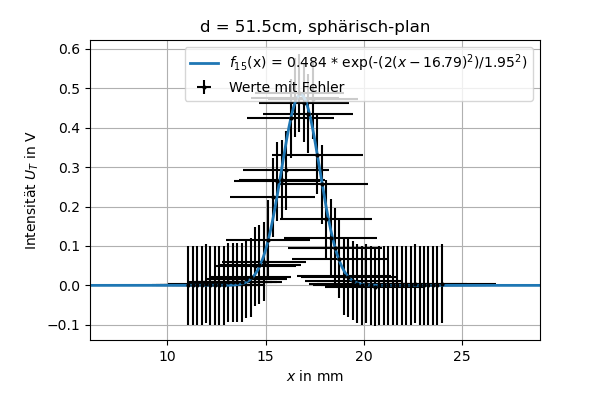 d = 51.5cm, sphärisch-plan
f₁₅(x) = 0.484 * exp(-(2(x − 16.79)²)/1.95²)
Werte mit Fehler
Intensität U_T in V
0.6
0.5
0.4
0.3
0.2
0.1
0.0
−0.1
10 15 20 25
x in mm